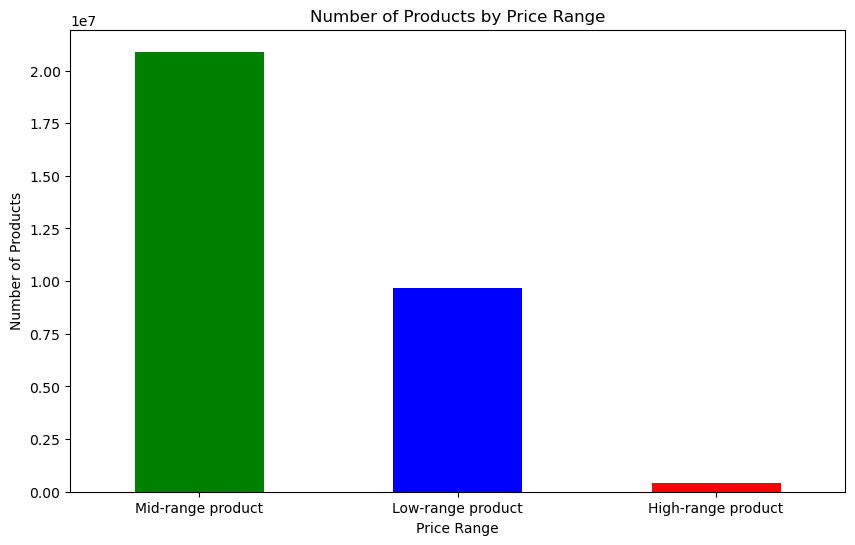 Number of Products by Price Range
1e7
2.00
1.75
1.50
1.25
1.00
0.75
0.50
0.25
0.00
Number of Products
Mid-range product
Low-range product
High-range product
Price Range